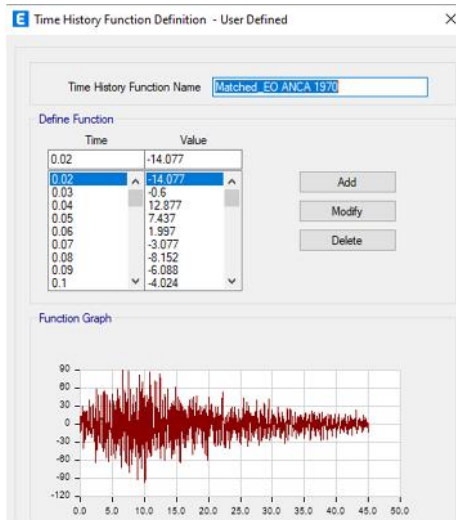 E Time History Function Definition - User Defined
Time History Function Name Matched_EO ANCA 1970
Define Function
Time Value
0.02 -14.077
0.02 -14.077
0.03 -0.6
0.04 12.877
0.05 7.437
0.06 1.997
0.07 -3.077
0.08 -8.152
0.09 -6.088
0.1 -4.024
Add
Modify
Delete
Function Graph
90
60
30
0
-30
-60
-90
-120
0.0 5.0 10.0 15.0 20.0 25.0 30.0 35.0 40.0 45.0 50.0